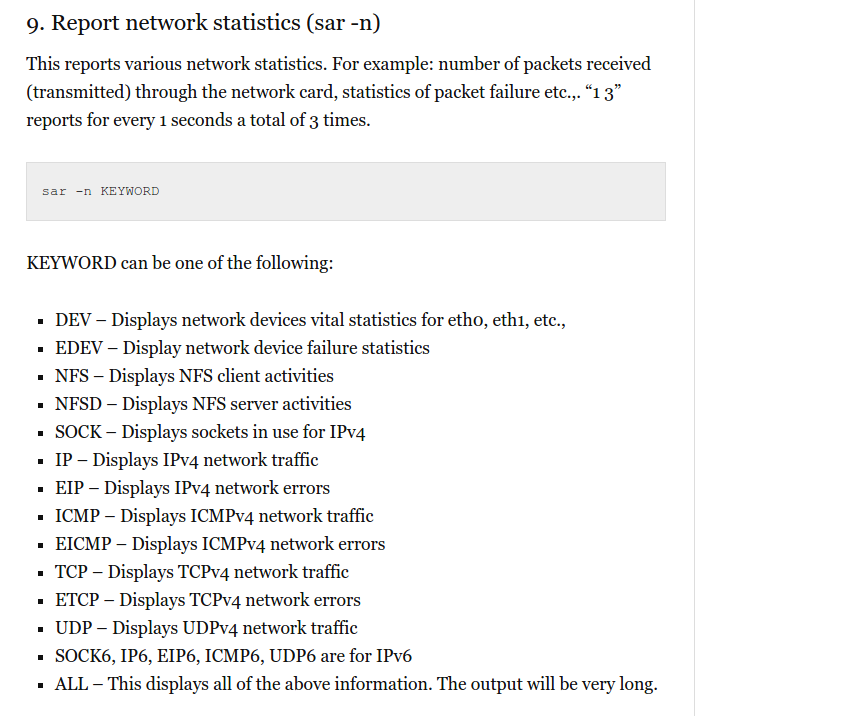 9. Report network statistics (sar -n)
This reports various network statistics. For example: number of packets received
(transmitted) through the network card, statistics of packet failure etc.,. “1 3”
reports for every 1 seconds a total of 3 times.
sar -n KEYWORD
KEYWORD can be one of the following:
▪ DEV – Displays network devices vital statistics for eth0, eth1, etc.,
▪ EDEV – Display network device failure statistics
▪ NFS – Displays NFS client activities
▪ NFSD – Displays NFS server activities
▪ SOCK – Displays sockets in use for IPv4
▪ IP – Displays IPv4 network traffic
▪ EIP – Displays IPv4 network errors
▪ ICMP – Displays ICMPv4 network traffic
▪ EICMP – Displays ICMPv4 network errors
▪ TCP – Displays TCPv4 network traffic
▪ ETCP – Displays TCPv4 network errors
▪ UDP – Displays UDPv4 network traffic
▪ SOCK6, IP6, EIP6, ICMP6, UDP6 are for IPv6
▪ ALL – This displays all of the above information. The output will be very long.